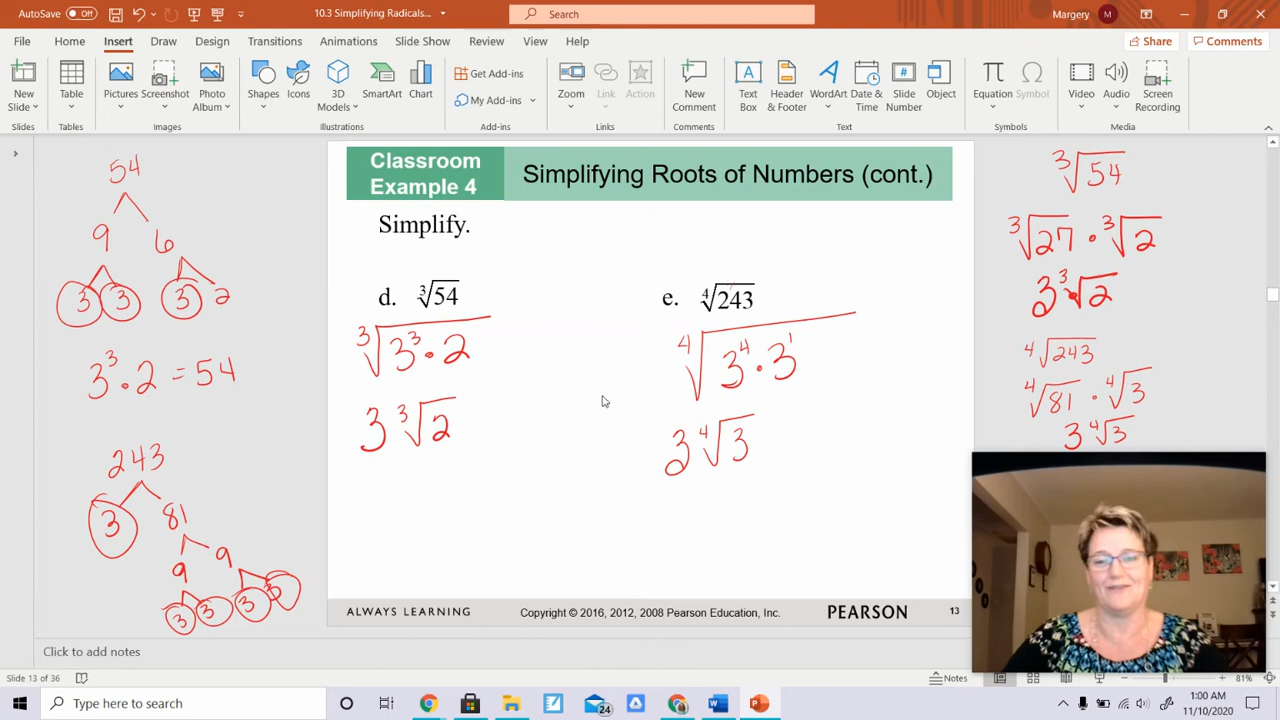 AutoSave Off 10.3 Simplifying Radicals... Search Margery M
File Home Insert Draw Design Transitions Animations Slide Show Review View Help Share Comments
New Slide Table Pictures Screenshot Photo Album Shapes Icons 3D Models SmartArt Chart Get Add-ins My Add-ins Zoom Link Action New Comment Text Box Header & Footer WordArt Date & Time Slide Number Object Equation Symbol Video Audio Screen Recording
Slides Tables Images Illustrations Add-ins Links Comments Text Symbols Media
54
9 6
3 3 3 2
3³ · 2 = 54
243
3 81
9 9
3 3 3 3
Classroom Example 4
Simplifying Roots of Numbers (cont.)
Simplify.
d. ∛54
∛3³ · 2
3 ∛2
e. ∜243
∜3⁴ · 3¹
3 ∜3
ALWAYS LEARNING Copyright © 2016, 2012, 2008 Pearson Education, Inc. PEARSON 13
∛54
∛27 · ∛2
3 ∛2
∜243
∜81 · ∜3
3 ∜3
Click to add notes
Slide 13 of 36 Notes 81%
Type here to search 24 1:00 AM
11/10/2020